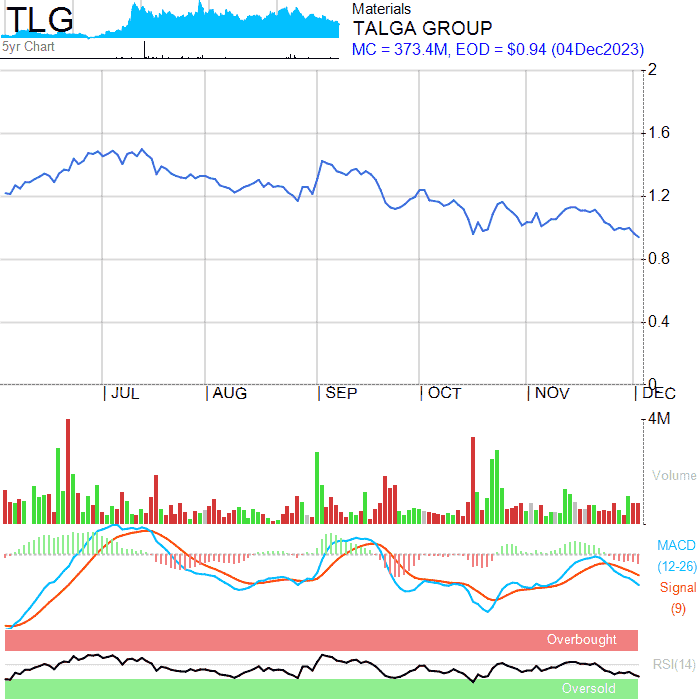 TLG
Materials
TALGA GROUP
5yr Chart
MC = 373.4M, EOD = $0.94 (04Dec2023)
2
1.6
1.2
0.8
0.4
0
| JUL | AUG | SEP | OCT | NOV | DEC
4M
Volume
MACD
(12-26)
Signal
(9)
Overbought
RSI(14)
Oversold